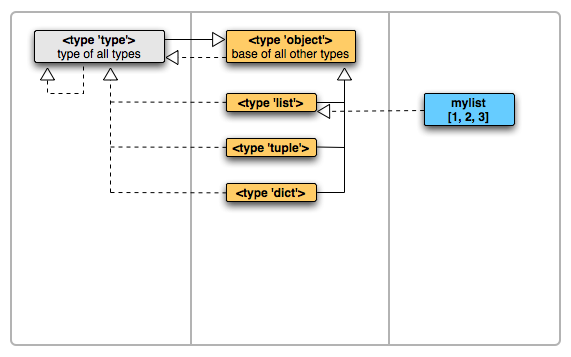 <type 'type'>
type of all types
<type 'object'>
base of all other types
<type 'list'>
mylist
[1, 2, 3]
<type 'tuple'>
<type 'dict'>